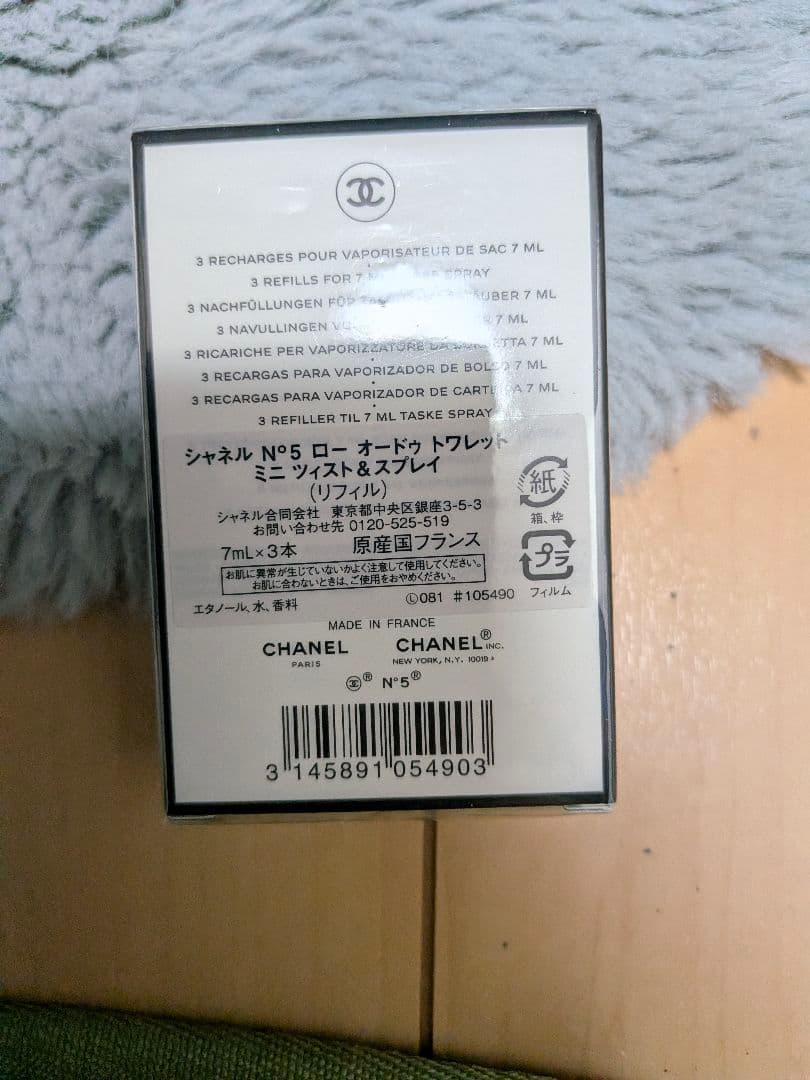 3 RECHARGES POUR VAPORISATEUR DE SAC 7 ML
3 REFILLS FOR 7 SPRAY
3 NACHFÜLLUNGEN FÜR 7 ML
3 NAVULLINGEN 7 ML
3 RICARICHE PER VAPORIZZATORE DA 7 ML
3 RECARGAS PARA VAPORIZADOR DE BOLSO 7 ML
3 RECARGAS PARA VAPORIZADOR DE 7 ML
3 REFILLER TIL 7 ML TASKE SPRAY
シャネル Nº5 ロー オードゥ トワレット
ミニ ツィスト&スプレイ
(リフィル)
シャネル合同会社 東京都中央区銀座3-5-3
お問い合わせ先 0120-525-519
7mL×3本 原産国フランス
お肌に異常が生じていないかよく注意して使用してください。
お肌に合わないときは、ご使用をおやめください。
エタノール、水、香料 Ⓛ081 #105490
紙
箱、枠
プラ
フィルム
MADE IN FRANCE
CHANEL CHANEL® INC.
PARIS NEW YORK, N.Y. 10019
® N°5®
3 145891 054903